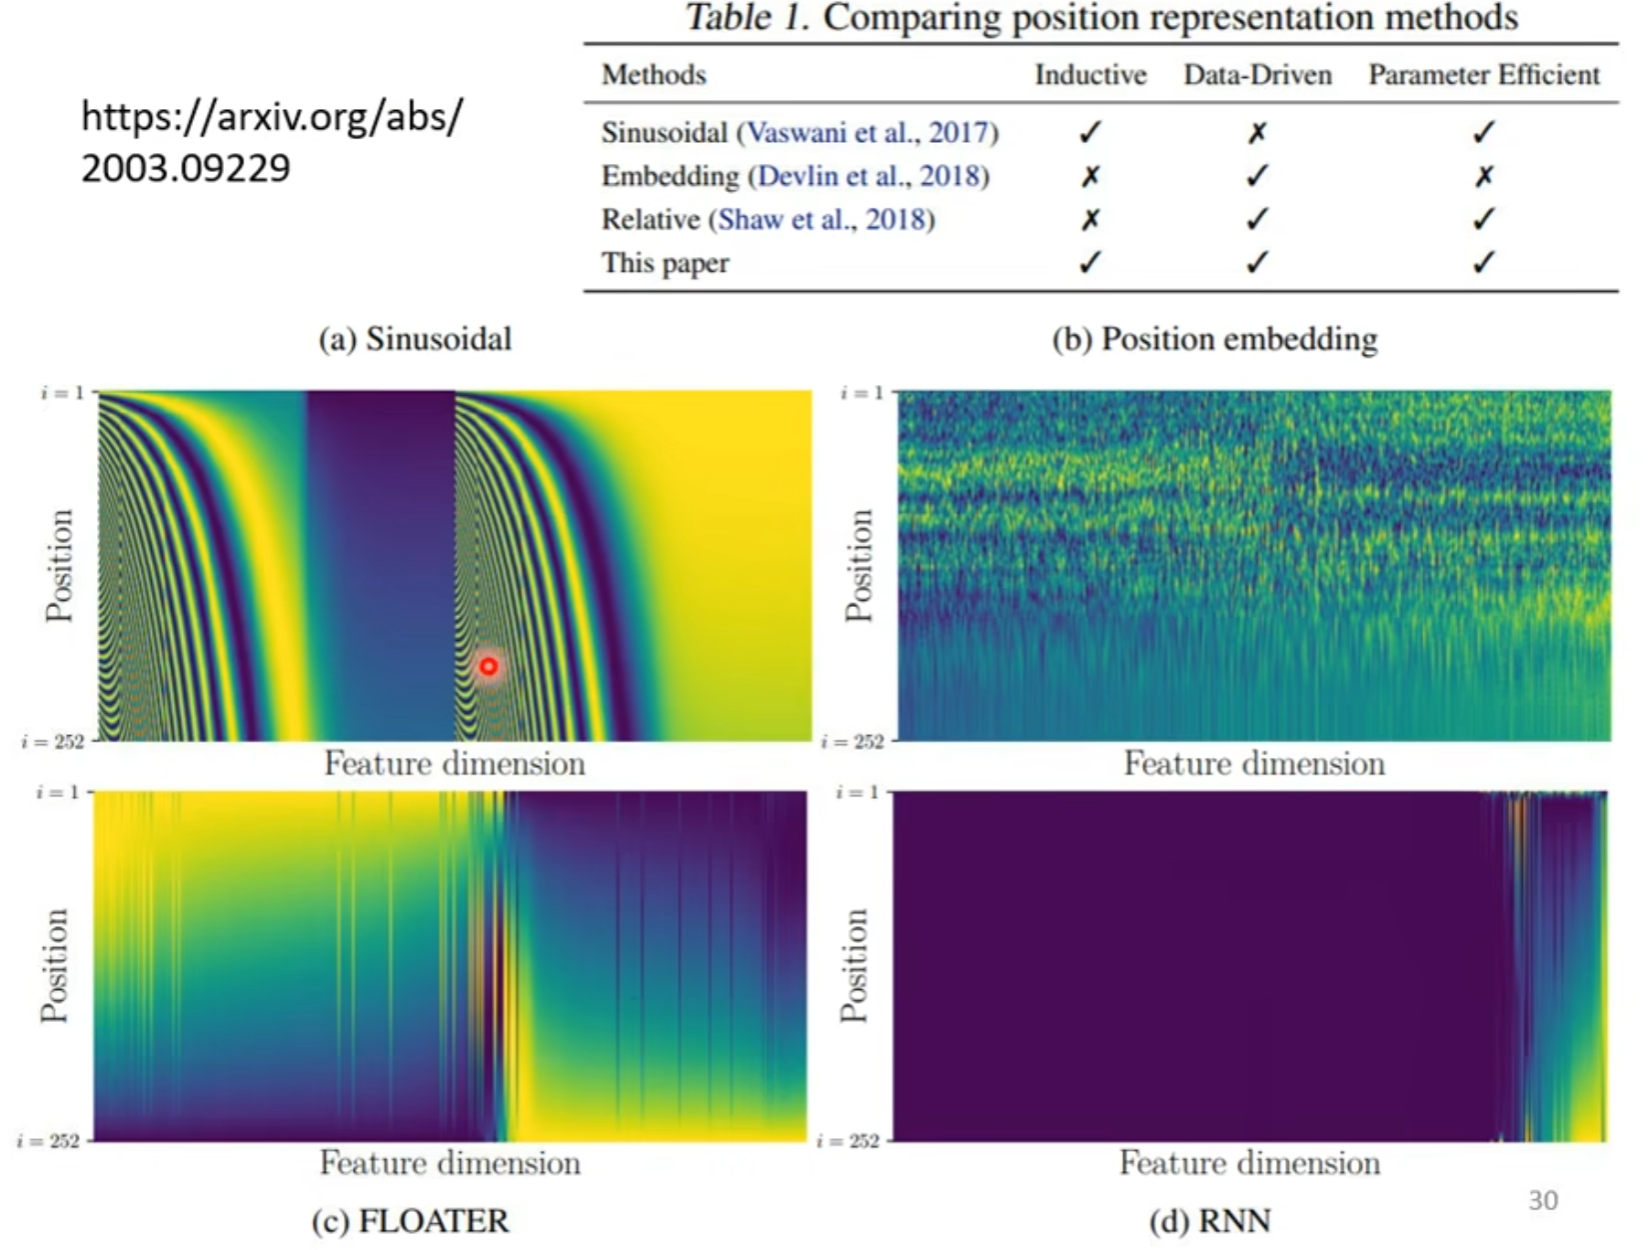 Table 1. Comparing position representation methods
https://arxiv.org/abs/
2003.09229
Methods Inductive Data-Driven Parameter Efficient
Sinusoidal (Vaswani et al., 2017) ✓ ✗ ✓
Embedding (Devlin et al., 2018) ✗ ✓ ✗
Relative (Shaw et al., 2018) ✗ ✓ ✓
This paper ✓ ✓ ✓
(a) Sinusoidal
i = 1
Position
i = 252
Feature dimension
(b) Position embedding
i = 1
Position
i = 252
Feature dimension
i = 1
Position
i = 252
Feature dimension
(c) FLOATER
i = 1
Position
i = 252
Feature dimension
(d) RNN
30